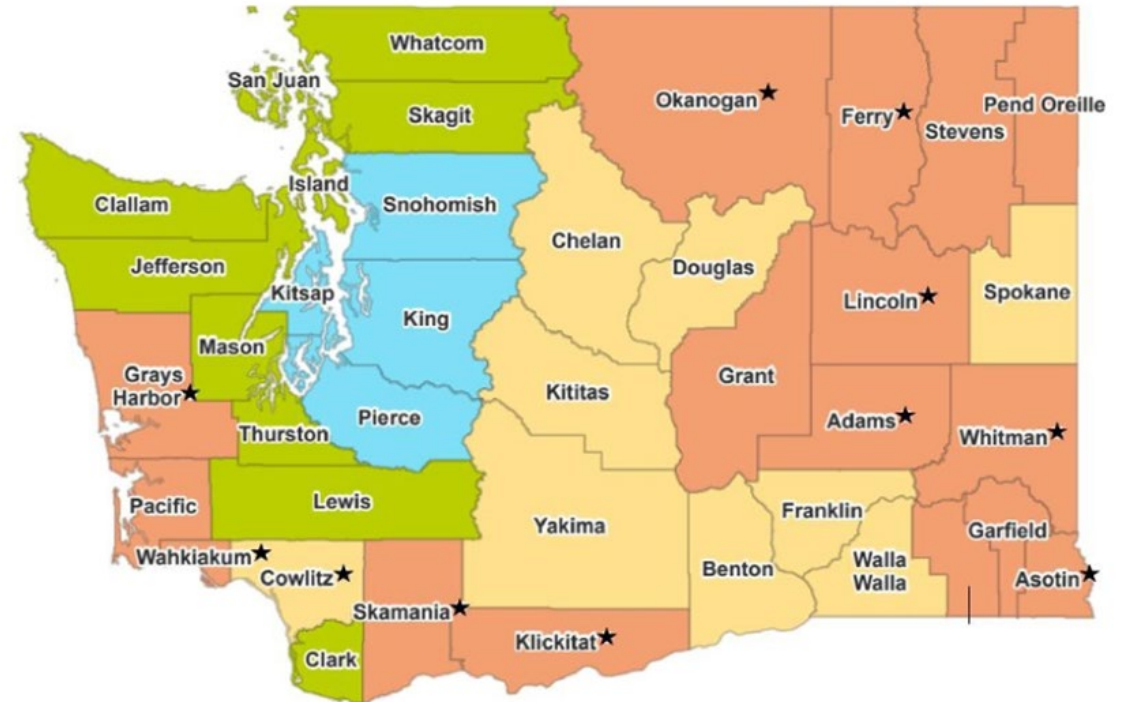 Whatcom
San Juan
Skagit
Okanogan★
Ferry★
Stevens
Pend Oreille
Island
Clallam
Snohomish
Jefferson
Chelan
Douglas
Kitsap
King
Lincoln★
Spokane
Mason
Grays
Harbor★
Kititas
Grant
Pierce
Thurston
Adams★
Whitman★
Lewis
Pacific
Yakima
Franklin
Garfield
Wahkiakum★
Cowlitz★
Benton
Walla
Walla
Asotin★
Skamania★
Klickitat★
Clark